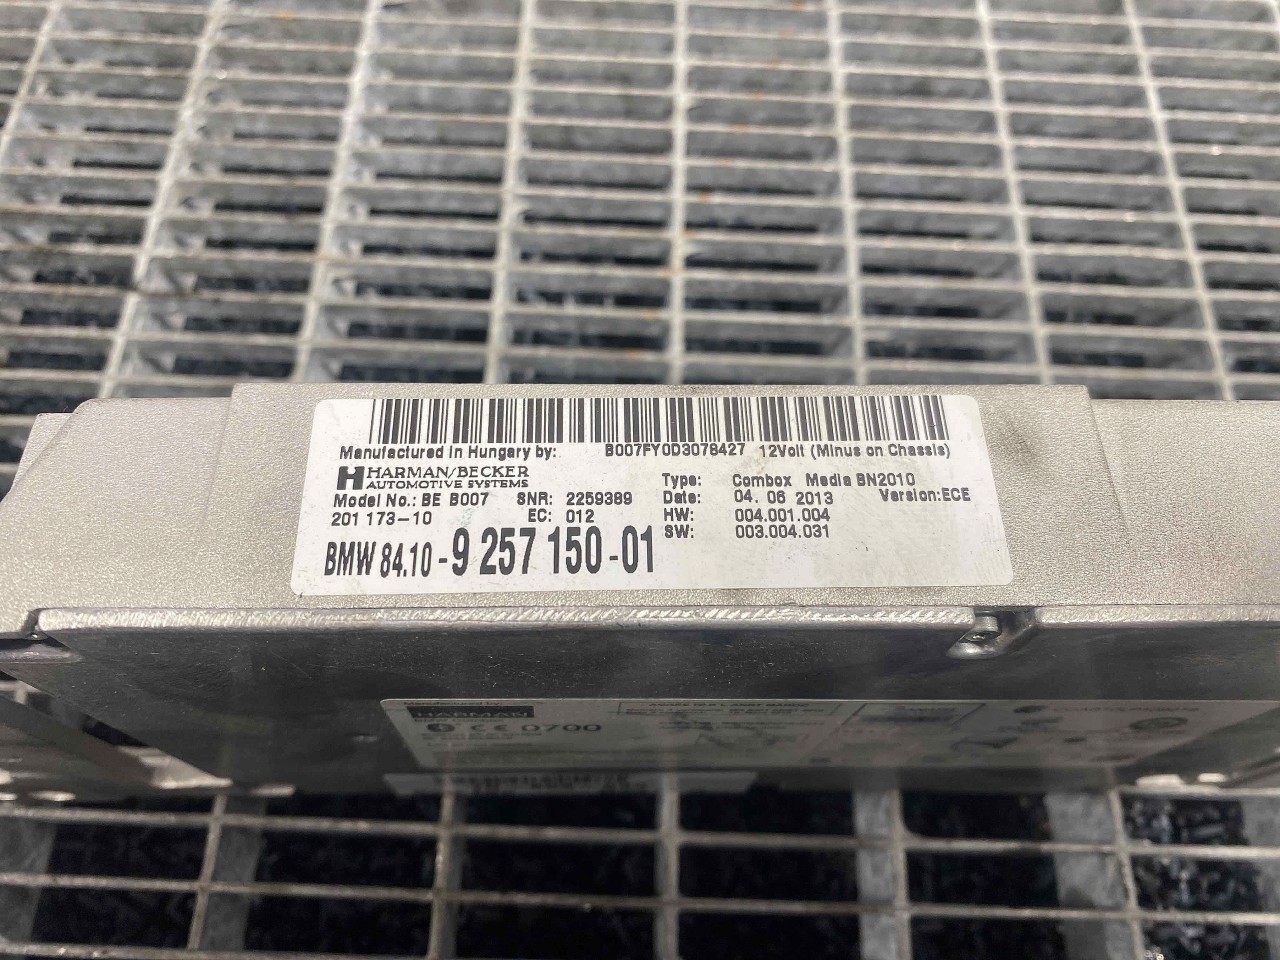 Manufactured in Hungary by: B007FY0D3078427 12Volt (Minus on Chassis)
HARMAN/BECKER
AUTOMOTIVE SYSTEMS
Type: Combox Media BN2010
Model No.: BE B007 SNR: 2259389 Date: 04. 06 2013 Version:ECE
201 173-10 EC: 012 HW: 004.001.004
SW: 003.004.031
BMW 84.10-9 257 150-01
HARMAN
CE 0700